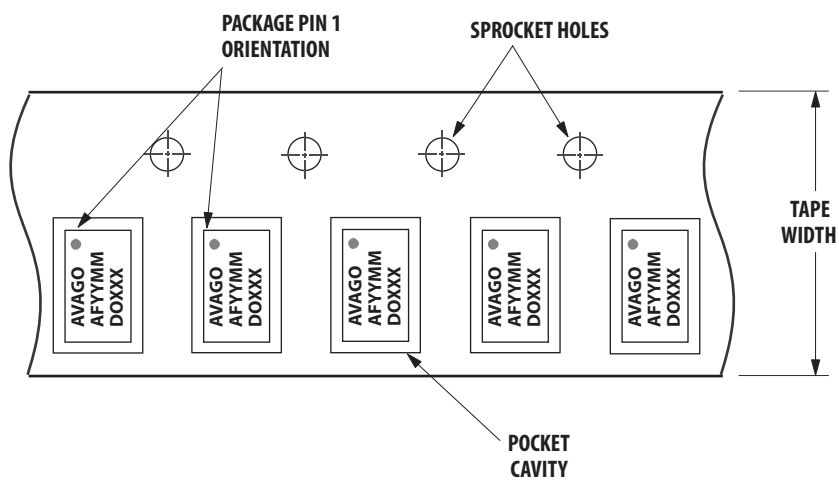 PACKAGE PIN 1
ORIENTATION
SPROCKET HOLES
TAPE
WIDTH
AVAGO
AFYYMM
DOXXX
AVAGO
AFYYMM
DOXXX
AVAGO
AFYYMM
DOXXX
AVAGO
AFYYMM
DOXXX
AVAGO
AFYYMM
DOXXX
POCKET
CAVITY